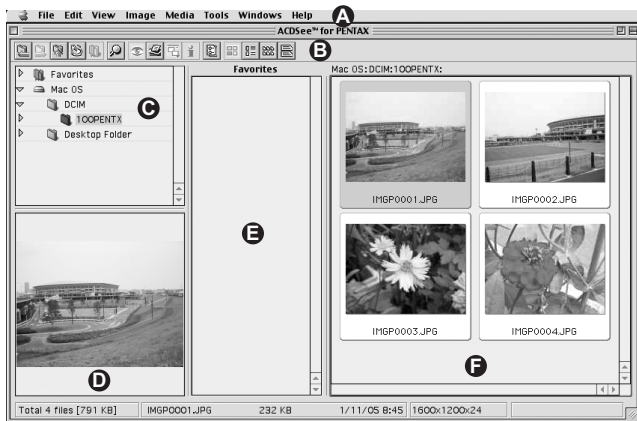 File Edit View Image Media Tools Windows Help A
ACDSee™ for PENTAX
B
Favorites
Mac OS
DCIM
100PENTX
Desktop Folder
C
D
Favorites
E
Mac OS:DCIM:100PENTX:
IMGP0001.JPG IMGP0002.JPG
IMGP0003.JPG IMGP0004.JPG
F
Total 4 files [791 KB] IMGP0001.JPG 232 KB 1/11/05 8:45 1600x1200x24